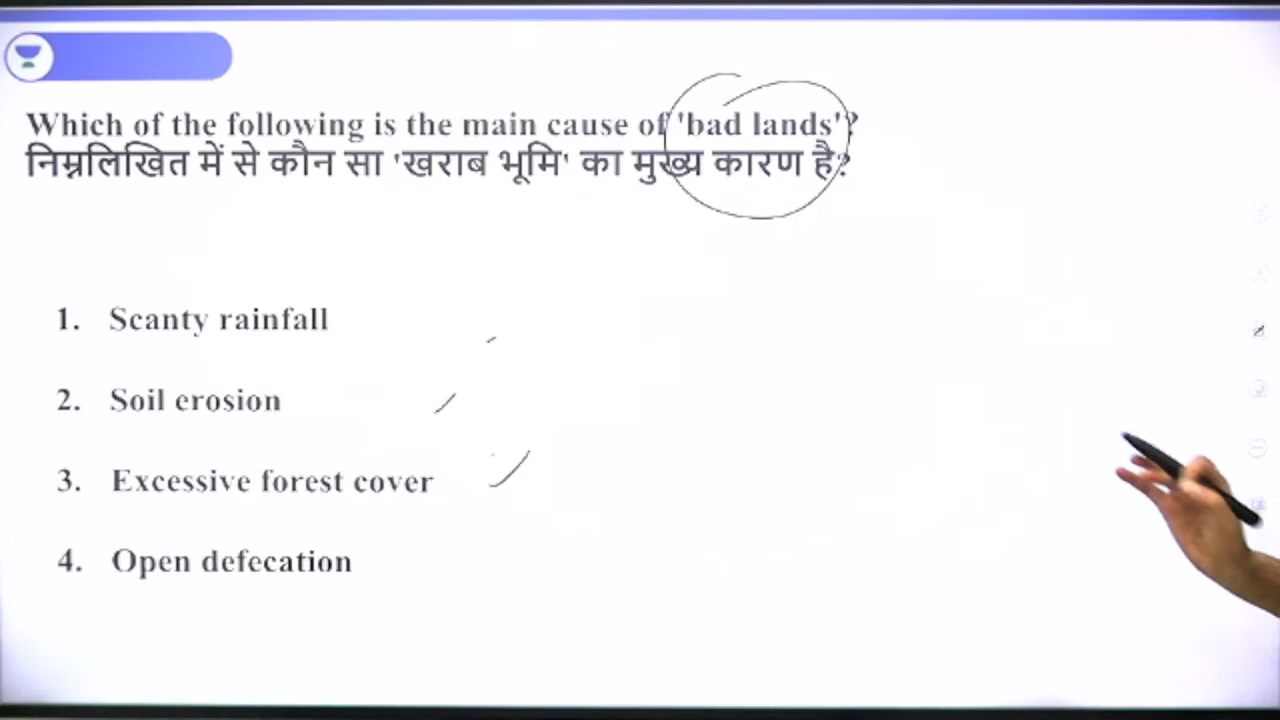 Which of the following is the main cause of 'bad lands'?
निम्नलिखित में से कौन सा 'खराब भूमि' का मुख्य कारण है?
1. Scanty rainfall
2. Soil erosion
3. Excessive forest cover
4. Open defecation